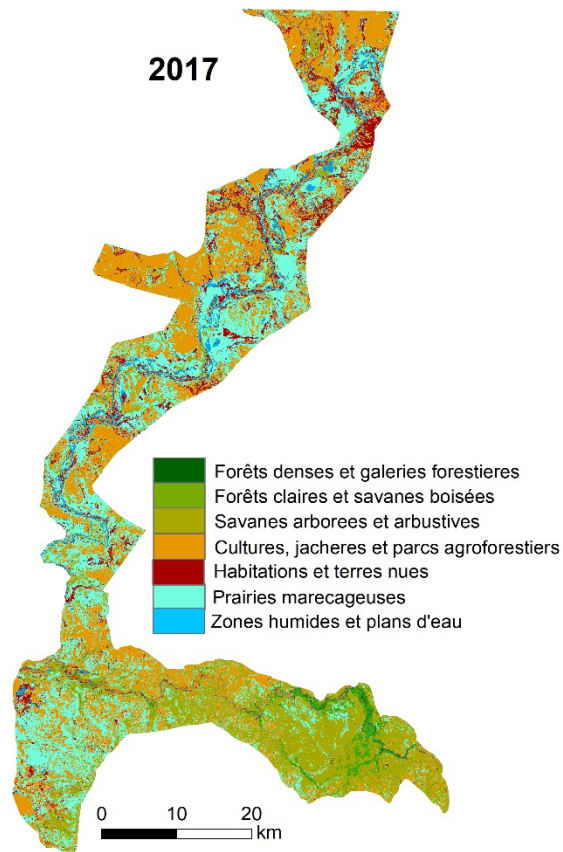 2017
Forêts denses et galeries forestieres
Forêts claires et savanes boisées
Savanes arborees et arbustives
Cultures, jacheres et parcs agroforestiers
Habitations et terres nues
Prairies marecageuses
Zones humides et plans d'eau
0 10 20
km